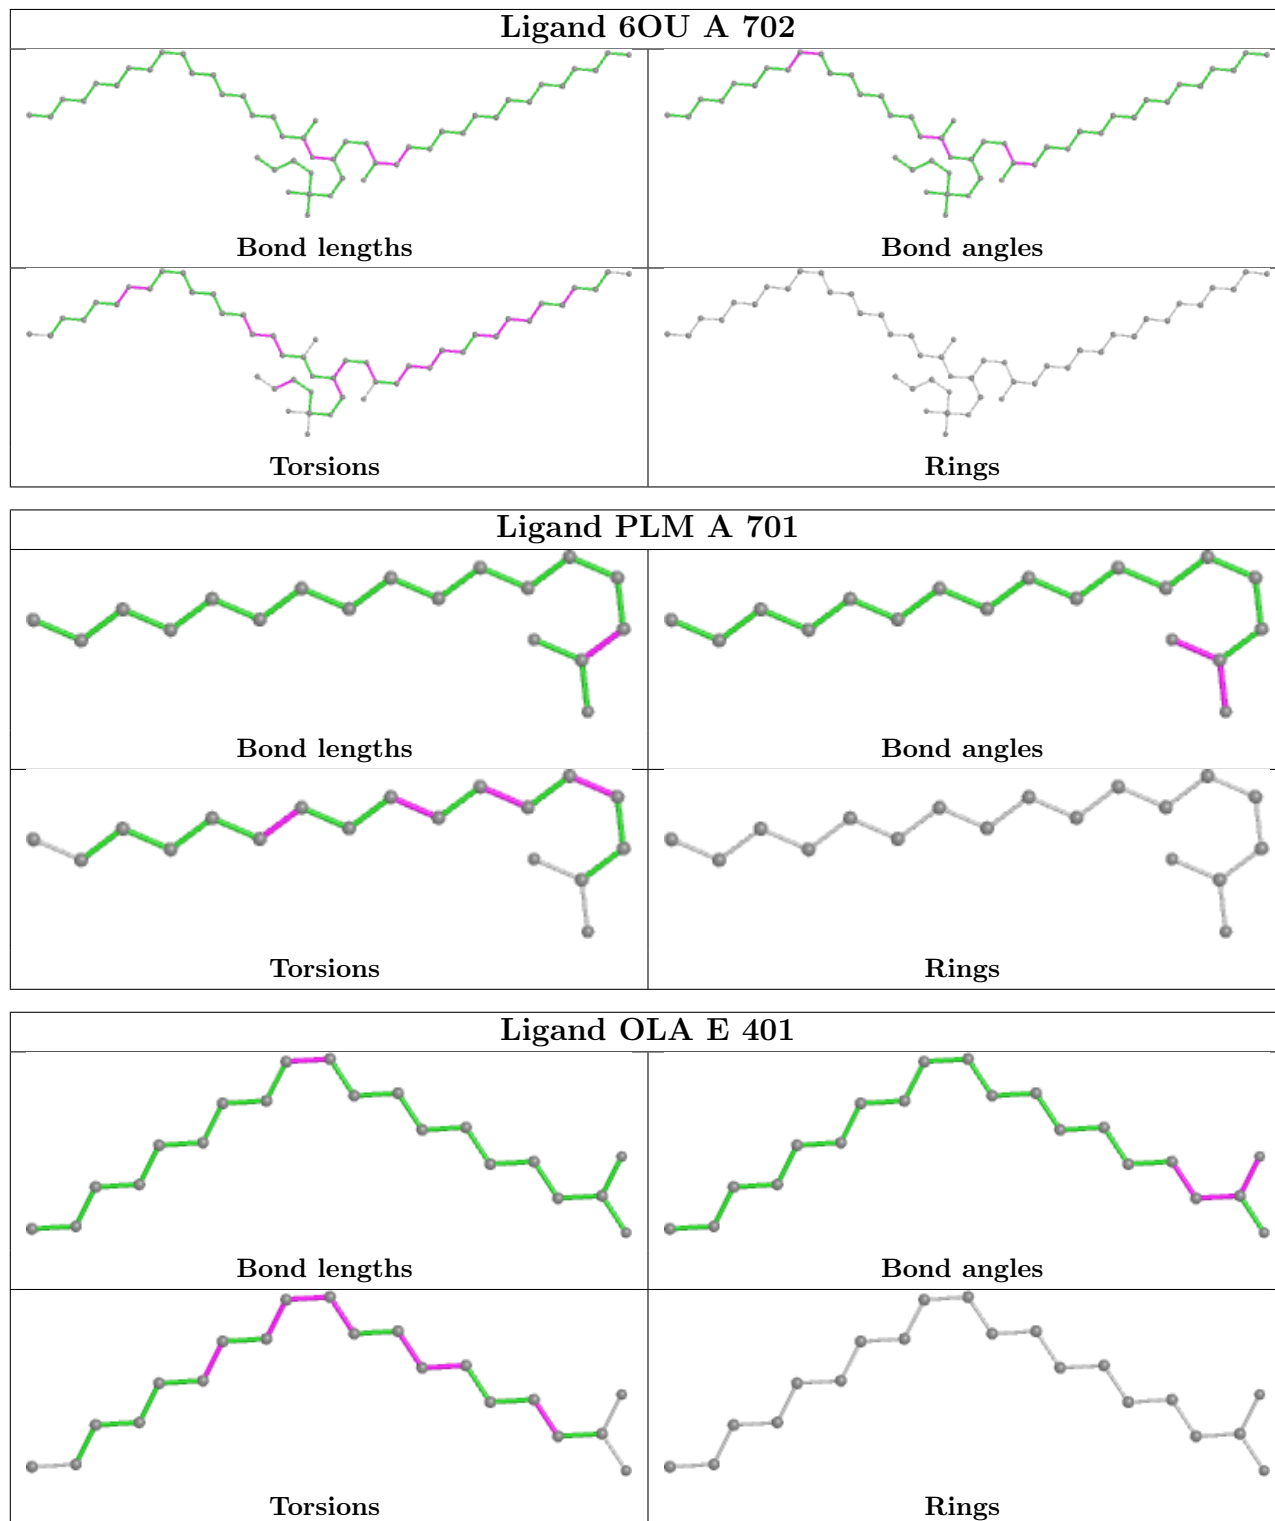 Ligand 6OU A 702
Bond lengths
Bond angles
Torsions
Rings
Ligand PLM A 701
Bond lengths
Bond angles
Torsions
Rings
Ligand OLA E 401
Bond lengths
Bond angles
Torsions
Rings